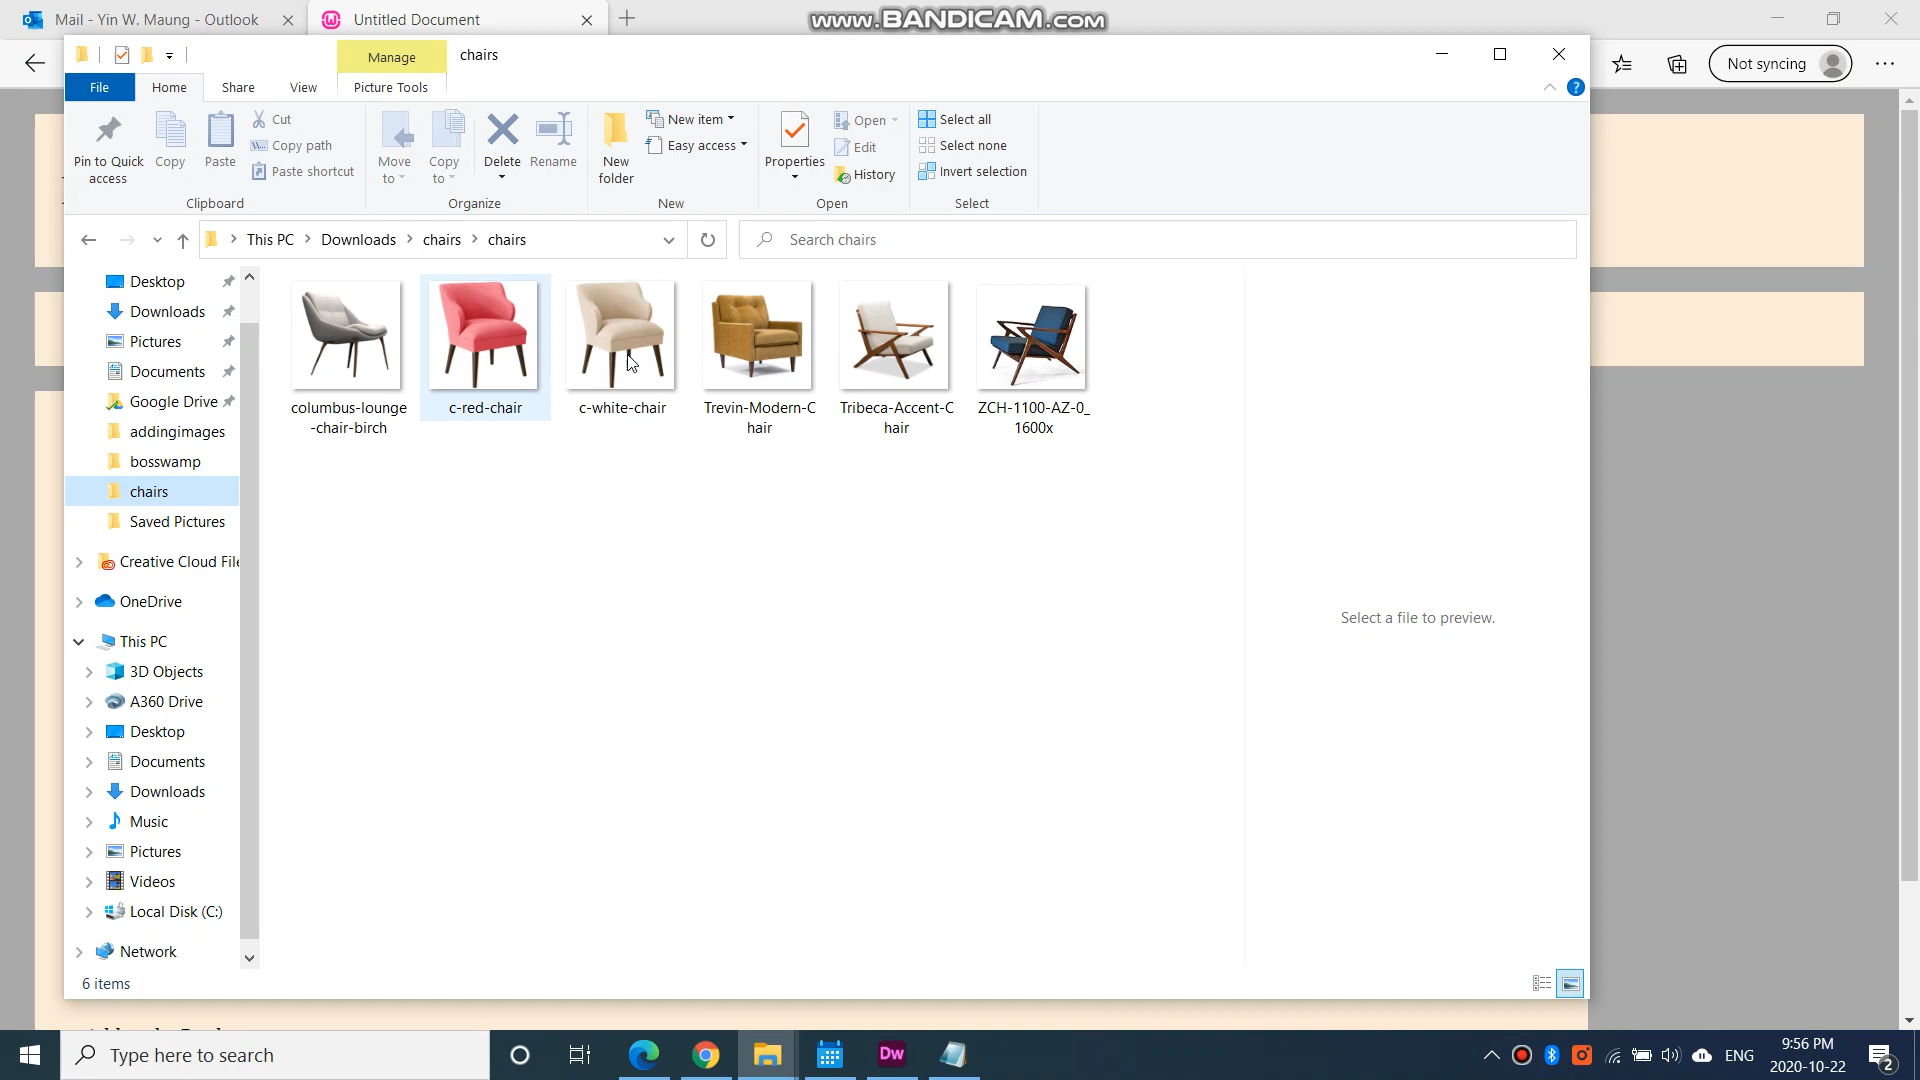 Mail - Yin W. Maung - Outlook
Untitled Document
www.BANDICAM.com
Not syncing
Manage
chairs
File
Home
Share
View
Picture Tools
Pin to Quick access
Copy
Paste
Cut
Copy path
Paste shortcut
Move to
Copy to
Delete
Rename
New folder
New item
Easy access
Properties
Open
Edit
History
Select all
Select none
Invert selection
Clipboard
Organize
New
Open
Select
This PC
Downloads
chairs
chairs
Search chairs
Desktop
Downloads
Pictures
Documents
Google Drive
addingimages
bosswamp
chairs
Saved Pictures
Creative Cloud File
OneDrive
This PC
3D Objects
A360 Drive
Desktop
Documents
Downloads
Music
Pictures
Videos
Local Disk (C:)
Network
columbus-lounge
-chair-birch
c-red-chair
c-white-chair
Trevin-Modern-C
hair
Tribeca-Accent-C
hair
ZCH-1100-AZ-0_
1600x
Select a file to preview.
6 items
Type here to search
Dw
ENG
9:56 PM
2020-10-22
2